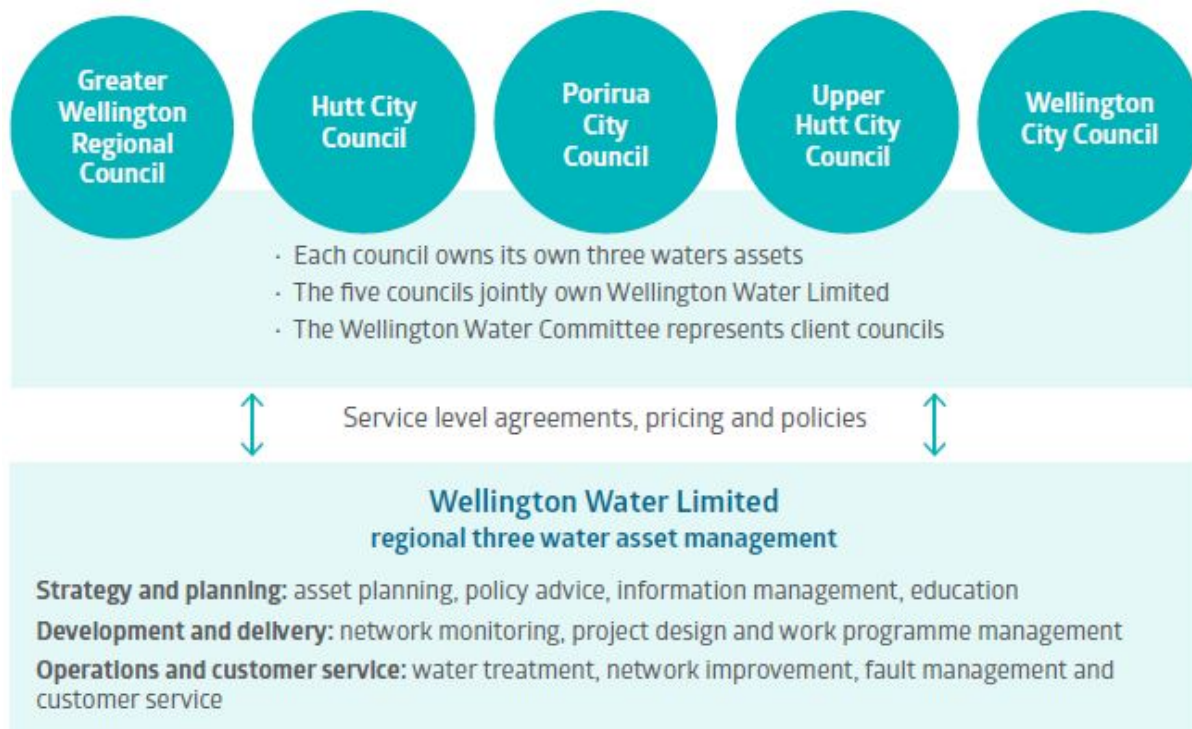 Greater
Wellington
Regional
Council
Hutt City
Council
Porirua
City
Council
Upper
Hutt City
Council
Wellington
City Council
· Each council owns its own three waters assets
· The five councils jointly own Wellington Water Limited
· The Wellington Water Committee represents client councils
Service level agreements, pricing and policies
Wellington Water Limited
regional three water asset management
Strategy and planning: asset planning, policy advice, information management, education
Development and delivery: network monitoring, project design and work programme management
Operations and customer service: water treatment, network improvement, fault management and
customer service